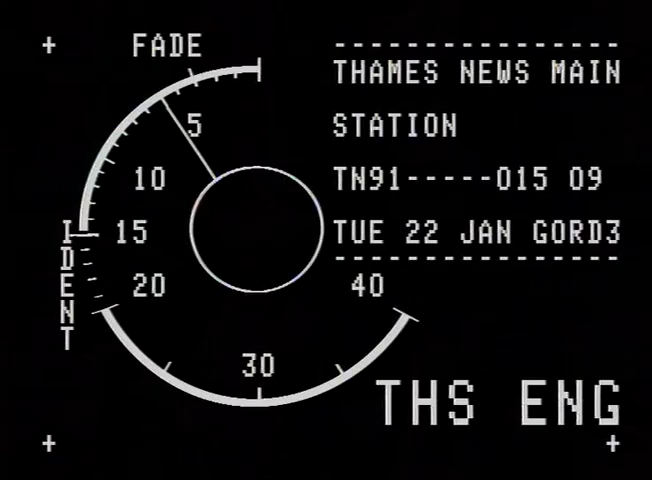 FADE
----------------
THAMES NEWS MAIN
STATION
TN91-----015 09
TUE 22 JAN GORD3
----------------
5
10
15
20
30
40
IDENT
THS ENG